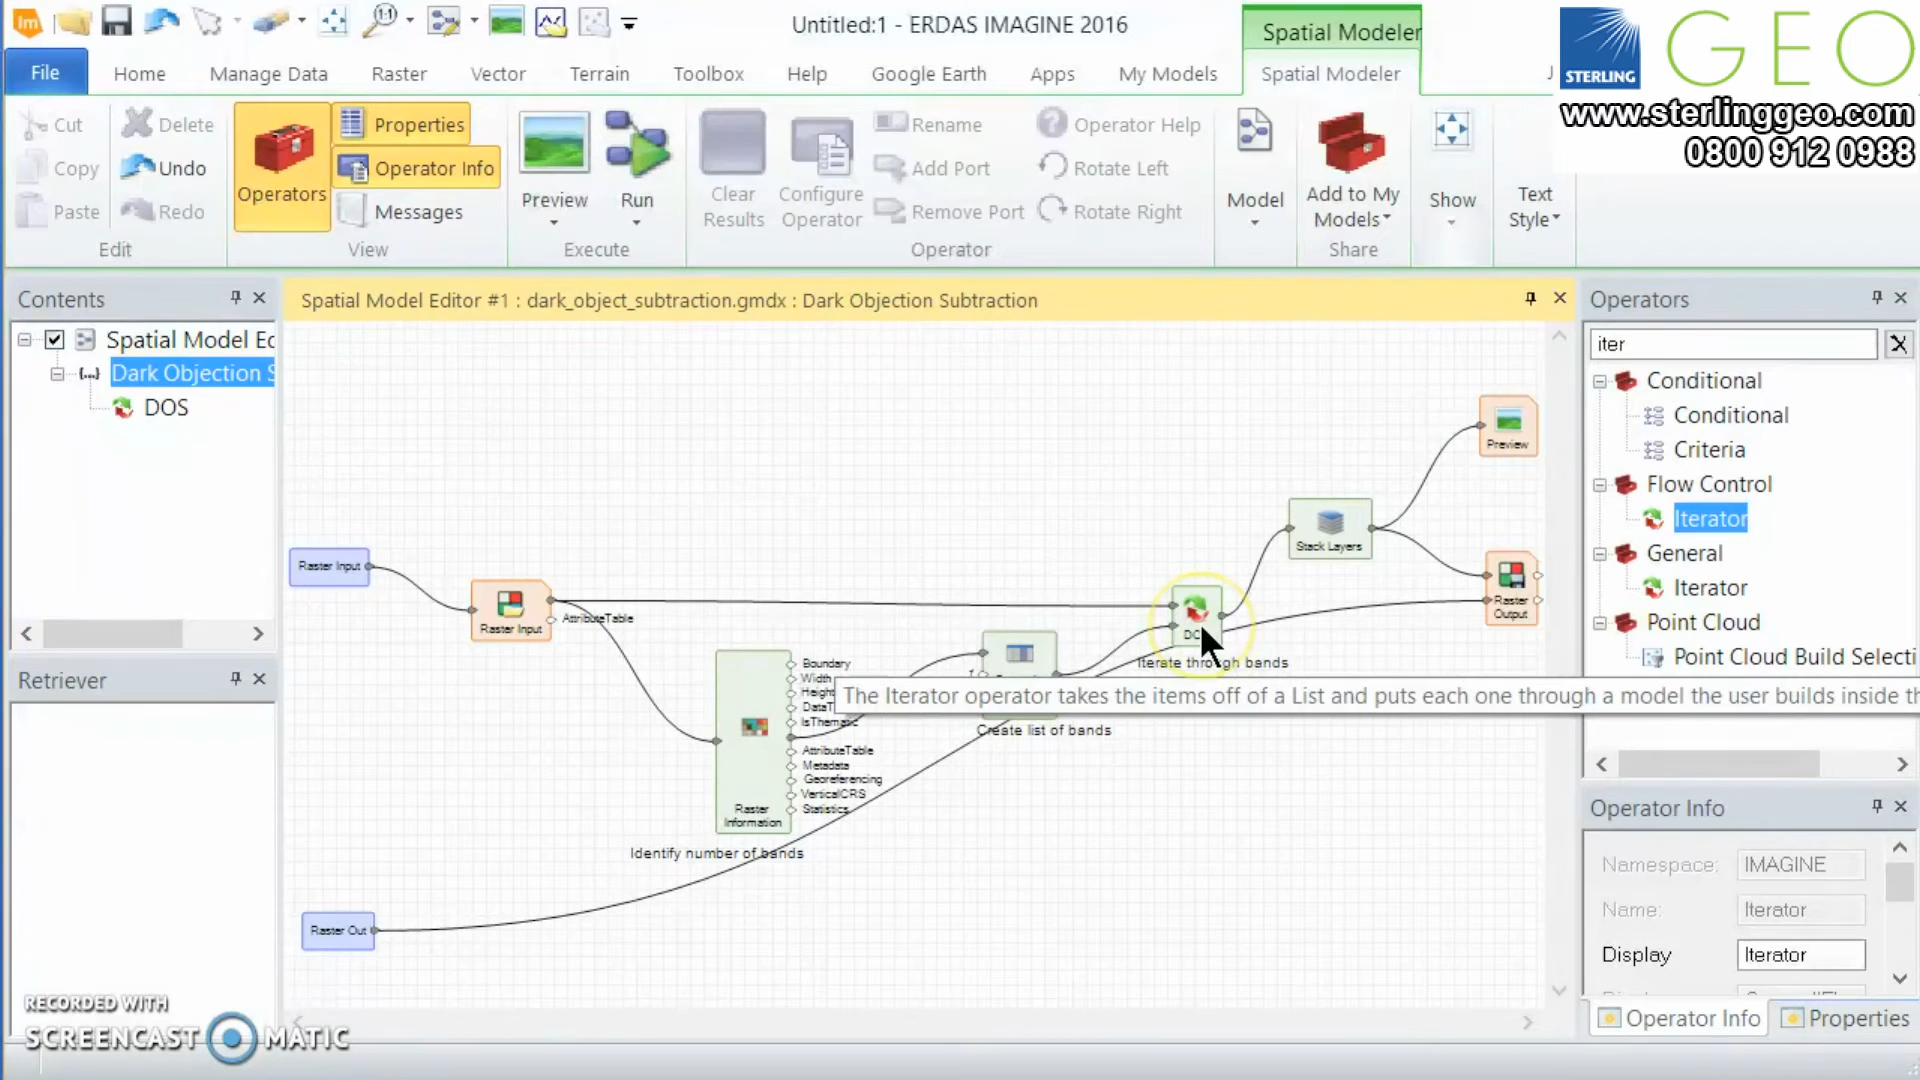 Untitled:1 - ERDAS IMAGINE 2016
Spatial Modeler
STERLING
GEO
www.sterlinggeo.com
0800 912 0988
File
Home
Manage Data
Raster
Vector
Terrain
Toolbox
Help
Google Earth
Apps
My Models
Spatial Modeler
Cut
Copy
Paste
Delete
Undo
Redo
Edit
Operators
Properties
Operator Info
Messages
View
Preview
Run
Execute
Clear
Results
Configure
Operator
Rename
Add Port
Remove Port
Operator Help
Rotate Left
Rotate Right
Operator
Model
Add to My
Models
Share
Show
Text
Style
Contents
Spatial Model Ec
Dark Objection S
DOS
Retriever
Spatial Model Editor #1 : dark_object_subtraction.gmdx : Dark Objection Subtraction
Preview
Stack Layers
Raster Input
Raster Input
AttributeTable
Raster
Output
Iterate through bands
Boundary
Width
Height
DataT
IsThematic
AttributeTable
Metadata
Georeferencing
VerticalCRS
Statistics
Raster
Information
Identify number of bands
The Iterator operator takes the items off of a List and puts each one through a model the user builds inside th
Create list of bands
Raster Out
Operators
iter
Conditional
Conditional
Criteria
Flow Control
Iterator
General
Iterator
Point Cloud
Point Cloud Build Selecti
Operator Info
Namespace:
IMAGINE
Name:
Iterator
Display
Iterator
Operator Info
Properties
RECORDED WITH
SCREENCAST MATIC